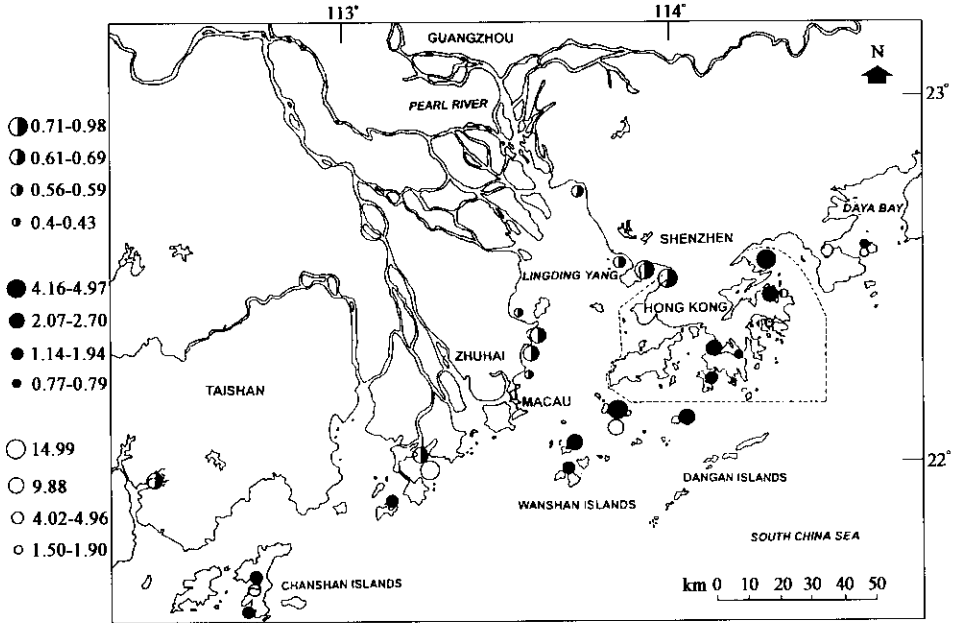 113°
114°
GUANGZHOU
N
PEARL RIVER
23°
0.71-0.98
0.61-0.69
0.56-0.59
0.4-0.43
DAYA BAY
SHENZHEN
LINGDING YANG
4.16-4.97
HONG KONG
2.07-2.70
1.14-1.94
ZHUHAI
0.77-0.79
TAISHAN
MACAU
14.99
22°
9.88
DANGAN ISLANDS
WANSHAN ISLANDS
4.02-4.96
SOUTH CHINA SEA
1.50-1.90
CHANSHAN ISLANDS
km 0 10 20 30 40 50